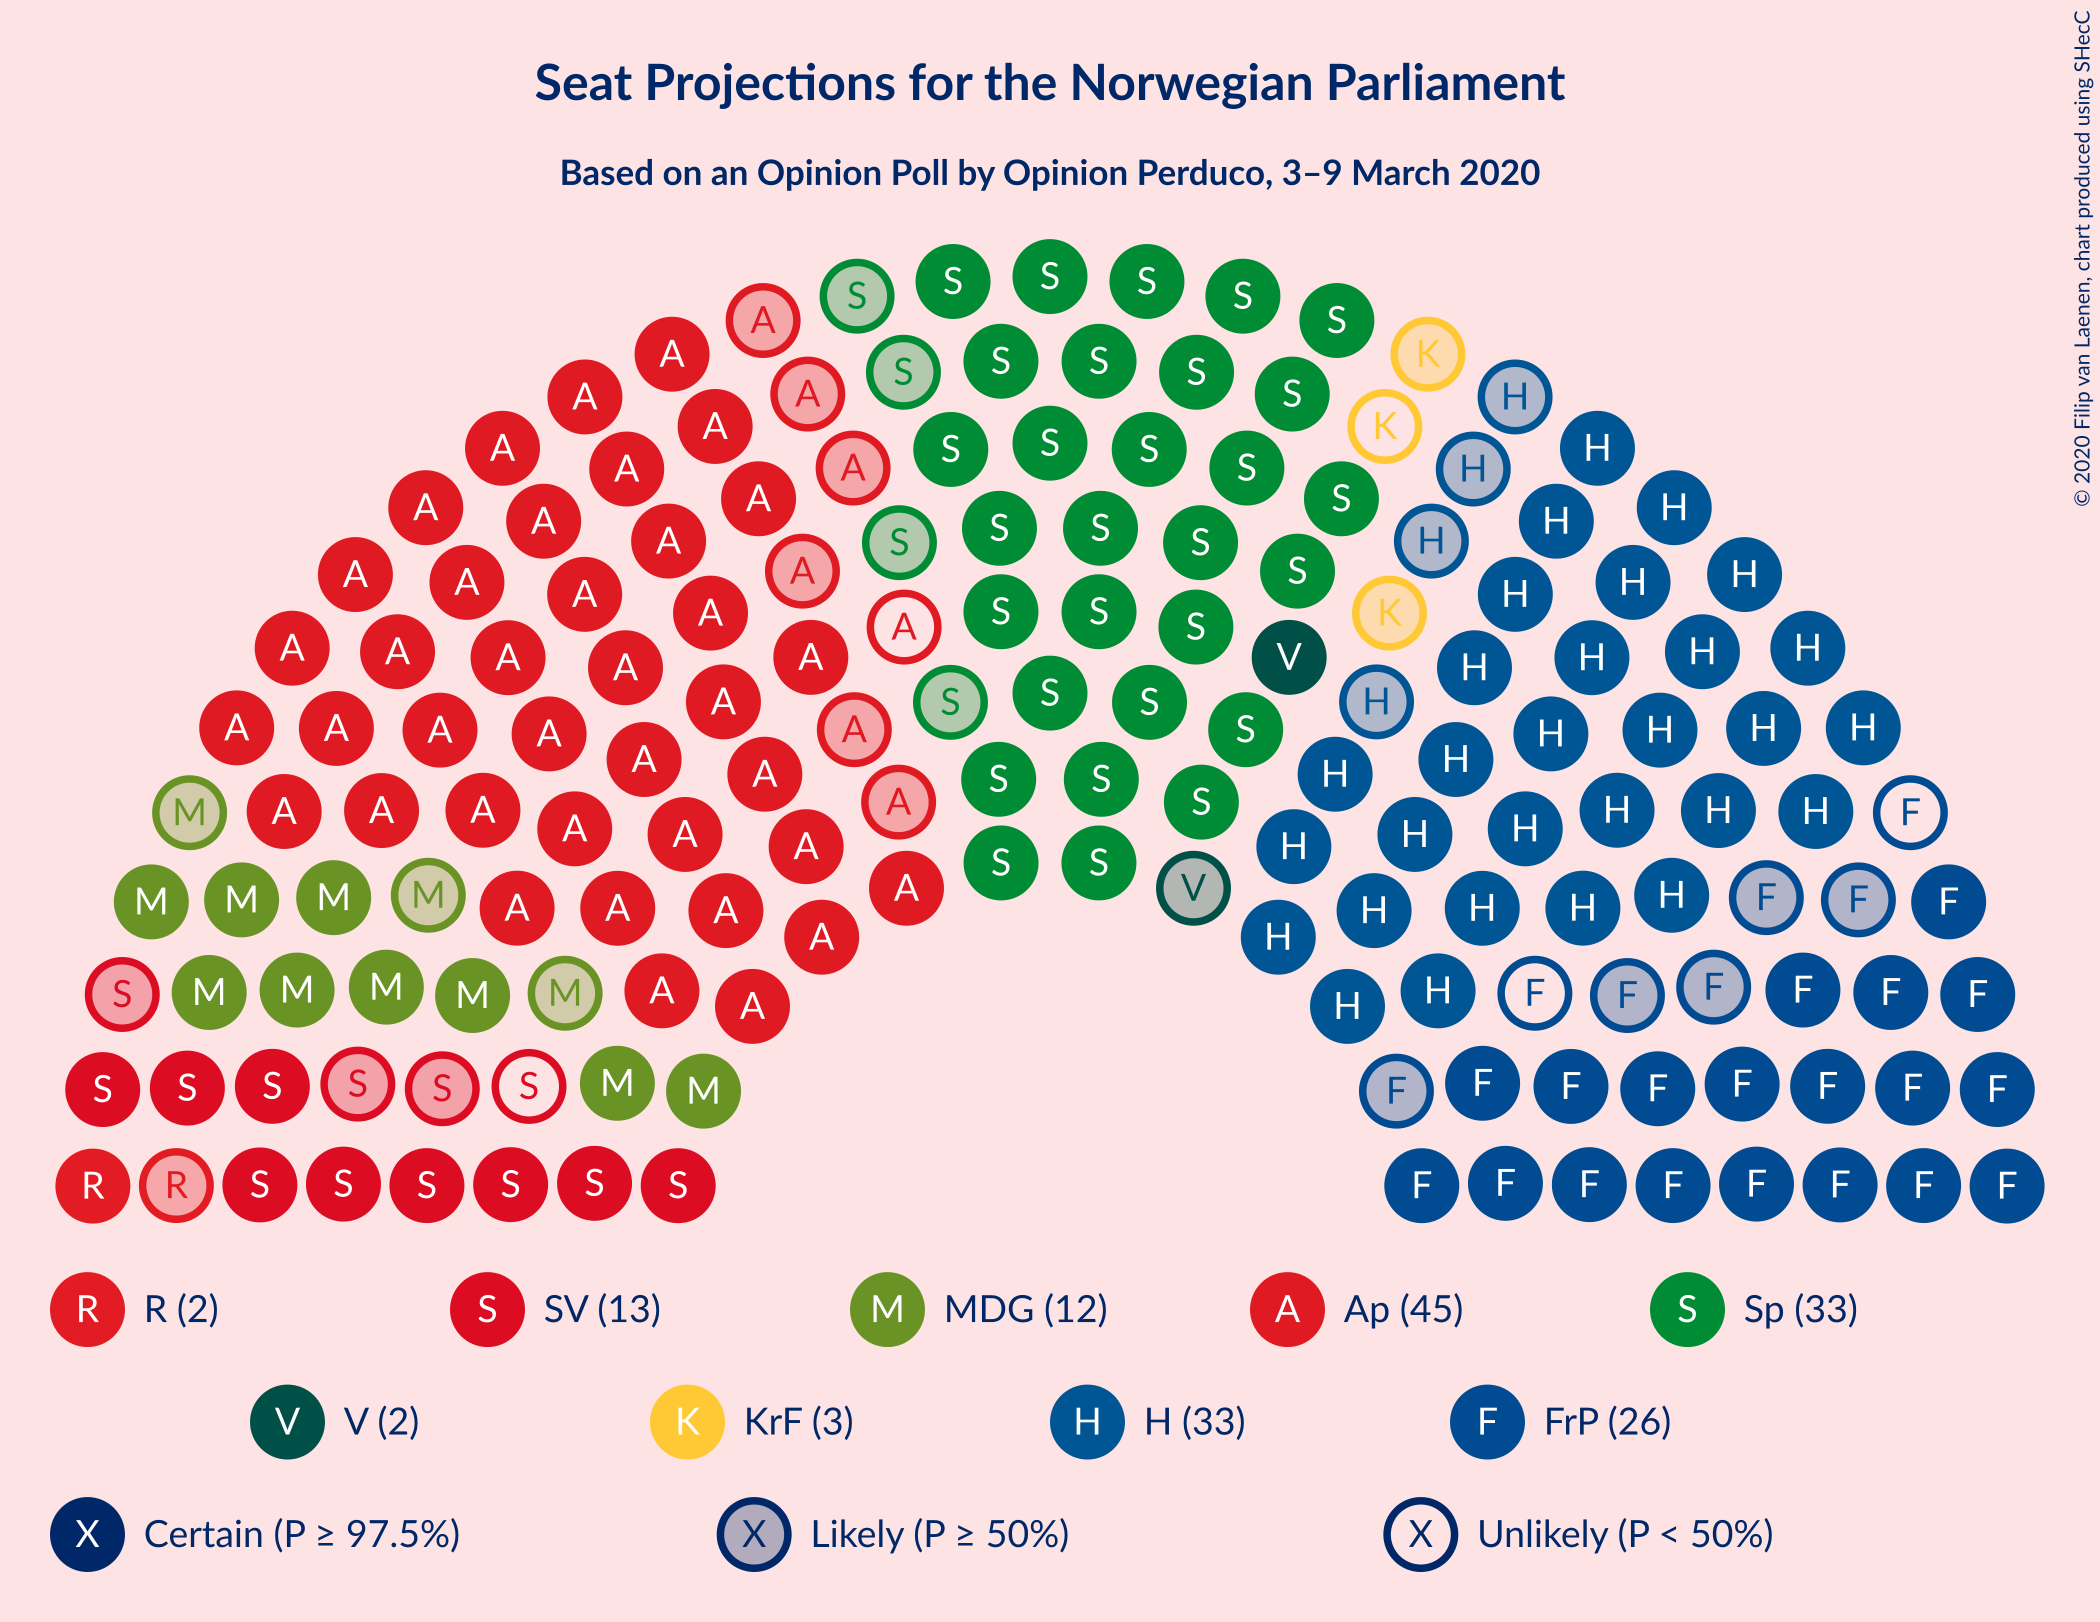 Seat Projections for the Norwegian Parliament
Based on an Opinion Poll by Opinion Perduco, 3–9 March 2020
© 2020 Filip van Laenen, chart produced using SHecC
S S S S S S
A K
A S S S S S K H
A A A H H
A A S S S S S H
A A A S H H
A A A S S S S S H H H
A A A A H H H
A A A A S S S K H H
A A A A A A V H H H H
A A S S S S H
A A A A A A H H H H H
A A A S S S H H
M A A A A A A S H H H H H F
A V
M M M M A A A A S S H H H H H F F F
A H
S M M M M M A A H H F F F F F F
S S S S S S M M F F F F F F F F
R R S S S S S S F F F F F F F F
R R (2) S SV (13) M MDG (12) A Ap (45) S Sp (33)
V V (2) K KrF (3) H H (33) F FrP (26)
X Certain (P ≥ 97.5%) X Likely (P ≥ 50%) X Unlikely (P < 50%)